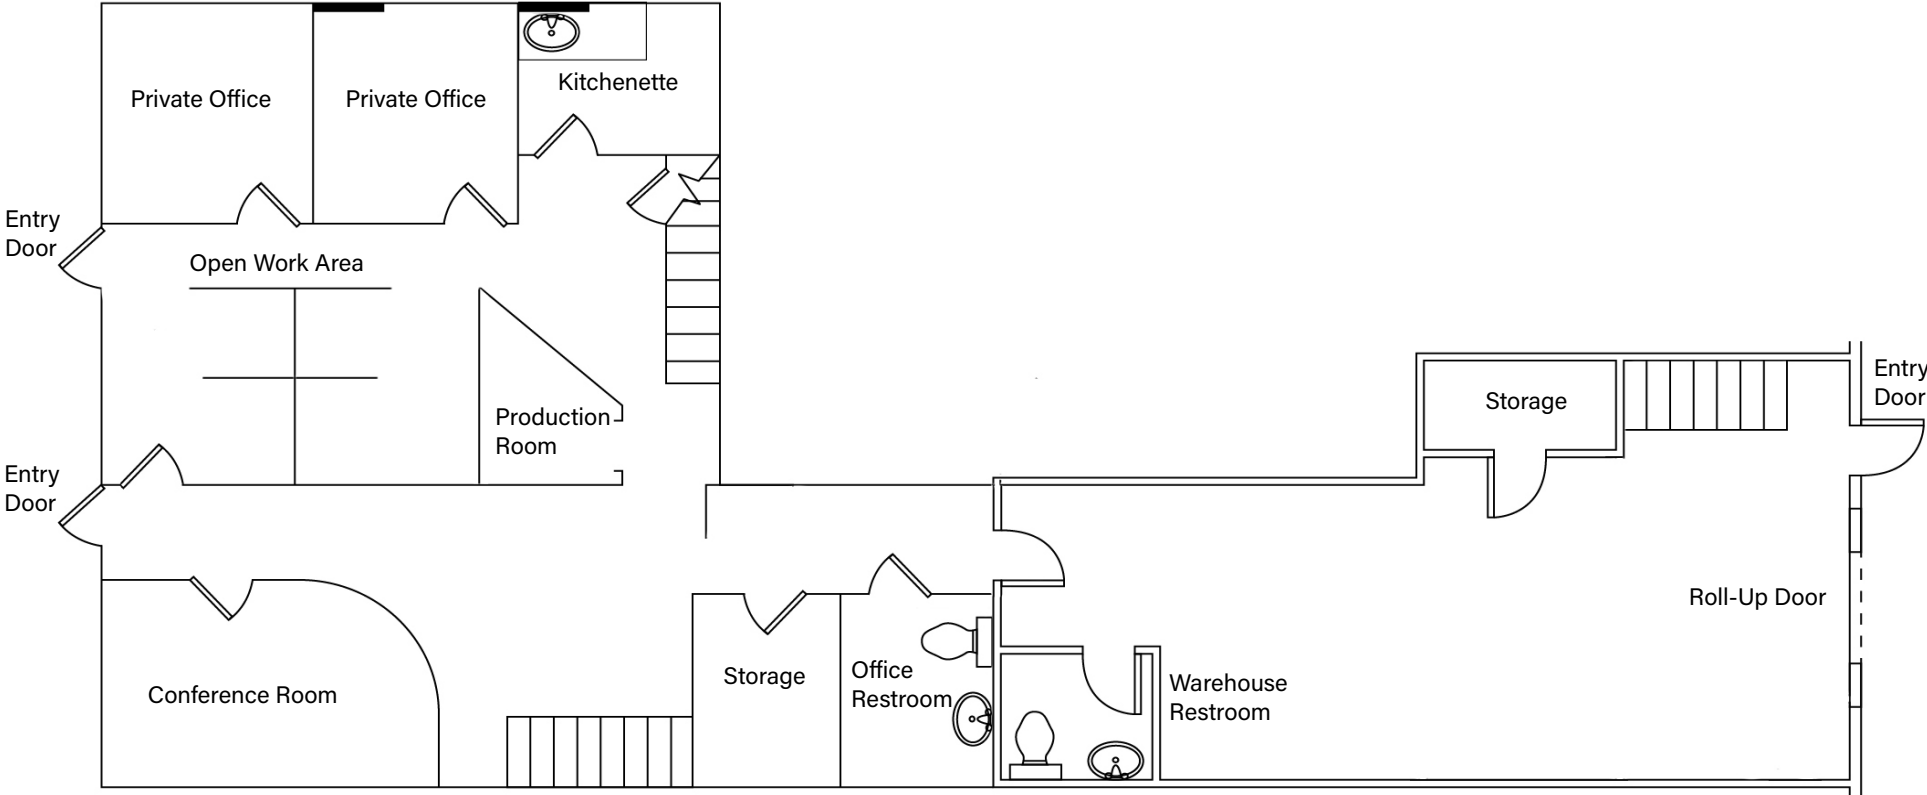 Private Office
Private Office
Kitchenette
Entry
Door
Open Work Area
Production
Room
Entry
Door
Conference Room
Storage
Office
Restroom
Warehouse
Restroom
Storage
Entry
Door
Roll-Up Door